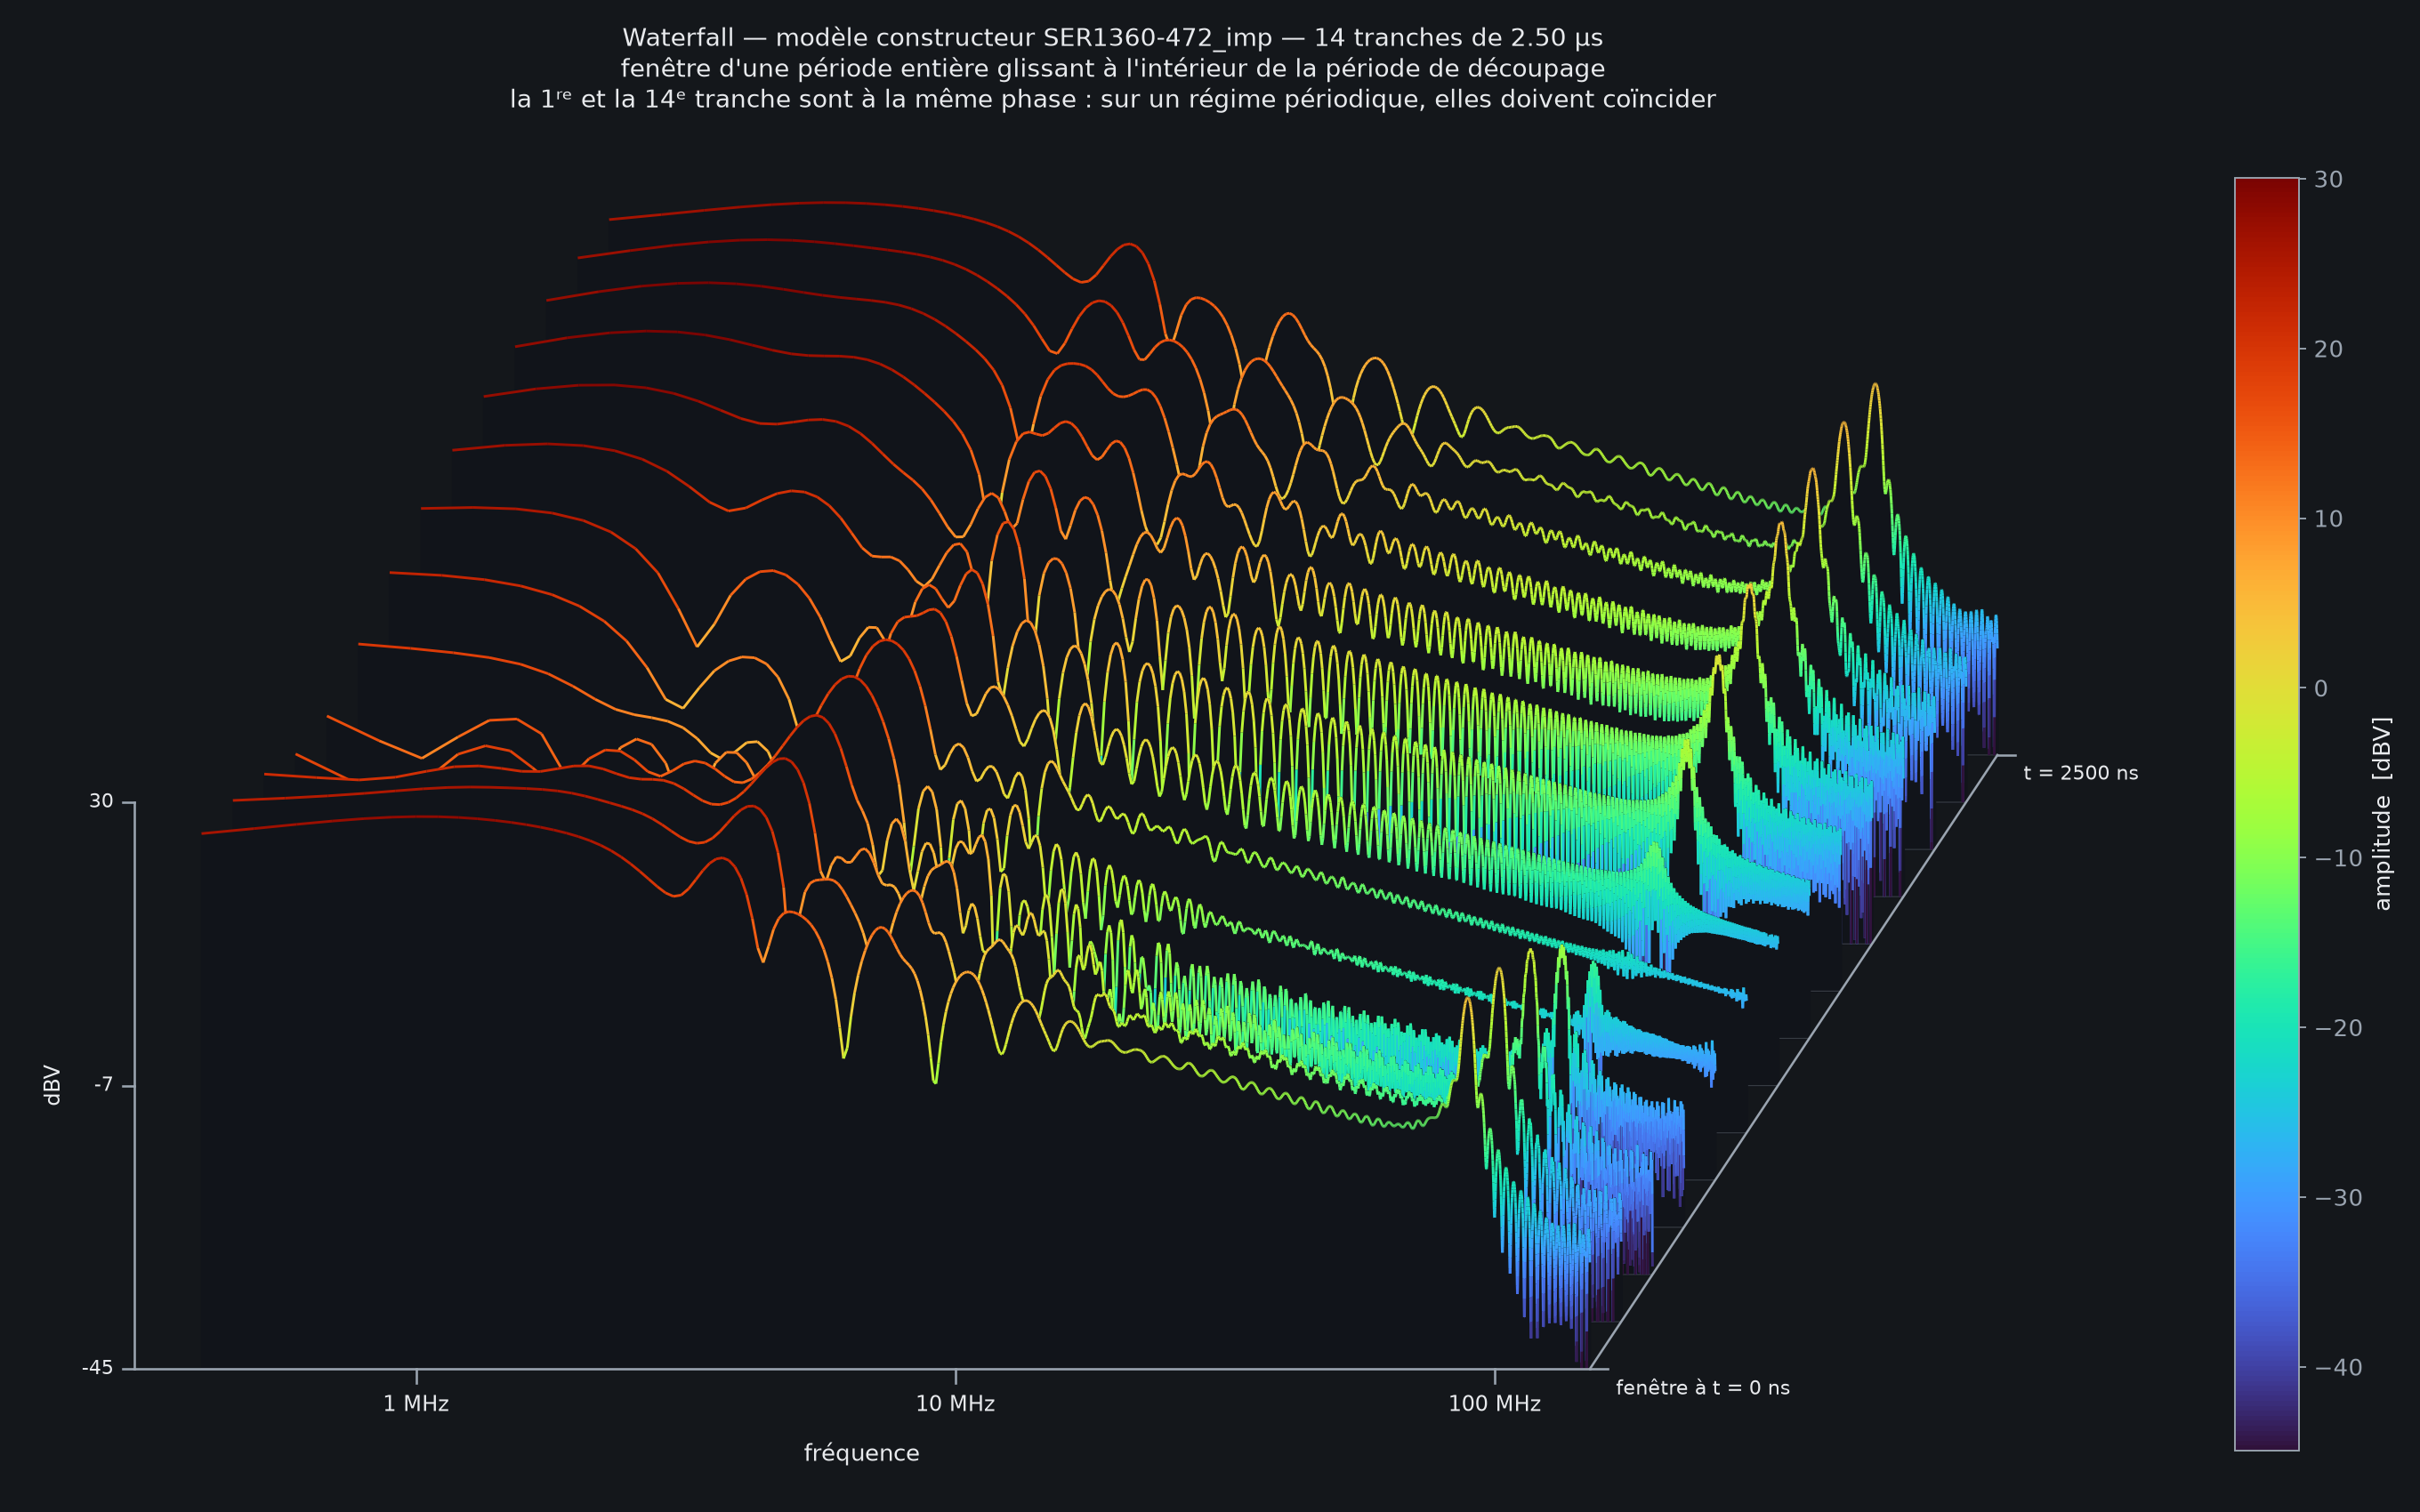 Waterfall — modèle constructeur SER1360-472_imp — 14 tranches de 2.50 µs
fenêtre d'une période entière glissant à l'intérieur de la période de découpage
la 1ʳᵉ et la 14ᵉ tranche sont à la même phase : sur un régime périodique, elles doivent coïncider
30
-7
-45
dBV
1 MHz
10 MHz
100 MHz
fréquence
fenêtre à t = 0 ns
t = 2500 ns
30
20
10
0
−10
−20
−30
−40
amplitude [dBV]